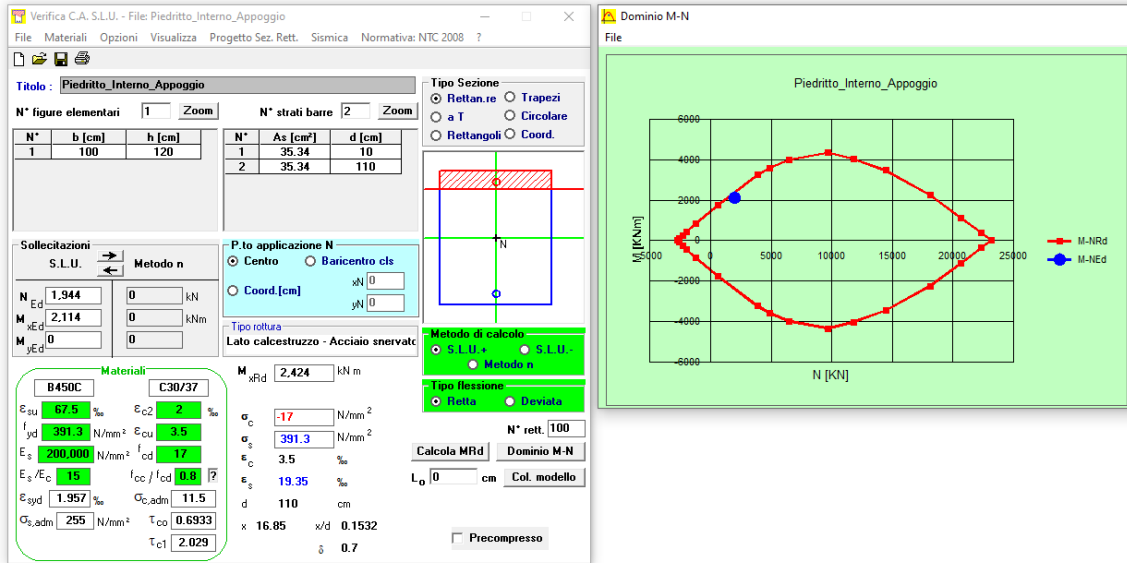 Verifica C.A. S.L.U. - File: Piedritto_Interno_Appoggio
File Materiali Opzioni Visualizza Progetto Sez. Rett. Sismica Normativa: NTC 2008 ?
Titolo : Piedritto_Interno_Appoggio
N° figure elementari 1 Zoom N° strati barre 2 Zoom
N° b [cm] h [cm]
1 100 120
N° As [cm²] d [cm]
1 35.34 10
2 35.34 110
Tipo Sezione
Rettan.re Trapezi
a T Circolare
Rettangoli Coord.
N
Sollecitazioni
S.L.U. Metodo n
N Ed 1,944 0 kN
M xEd 2,114 0 kNm
M yEd 0 0
P.to applicazione N
Centro Baricentro cls
Coord.[cm] xN 0
yN 0
Tipo rottura
Lato calcestruzzo - Acciaio snervato
Metodo di calcolo
S.L.U.+ S.L.U.-
Metodo n
Tipo flessione
Retta Deviata
N° rett. 100
Calcola MRd Dominio M-N
L₀ 0 cm Col. modello
Precompresso
Materiali
B450C C30/37
εsu 67.5 ‰ εc2 2 ‰
fyd 391.3 N/mm² εcu 3.5
Es 200,000 N/mm² fcd 17
Es /Ec 15 fcc / fcd 0.8 ?
εsyd 1.957 ‰ σc,adm 11.5
σs,adm 255 N/mm² τco 0.6933
τc1 2.029
M xRd 2,424 kN m
σc -17 N/mm²
σs 391.3 N/mm²
εc 3.5 ‰
εs 19.35 ‰
d 110 cm
x 16.85 x/d 0.1532
δ 0.7
Dominio M-N
File
Piedritto_Interno_Appoggio
6000
4000
2000
0
-2000
-4000
-6000
-5000 0 5000 10000 15000 20000 25000
M [KNm]
N [KN]
M-NRd
M-NEd